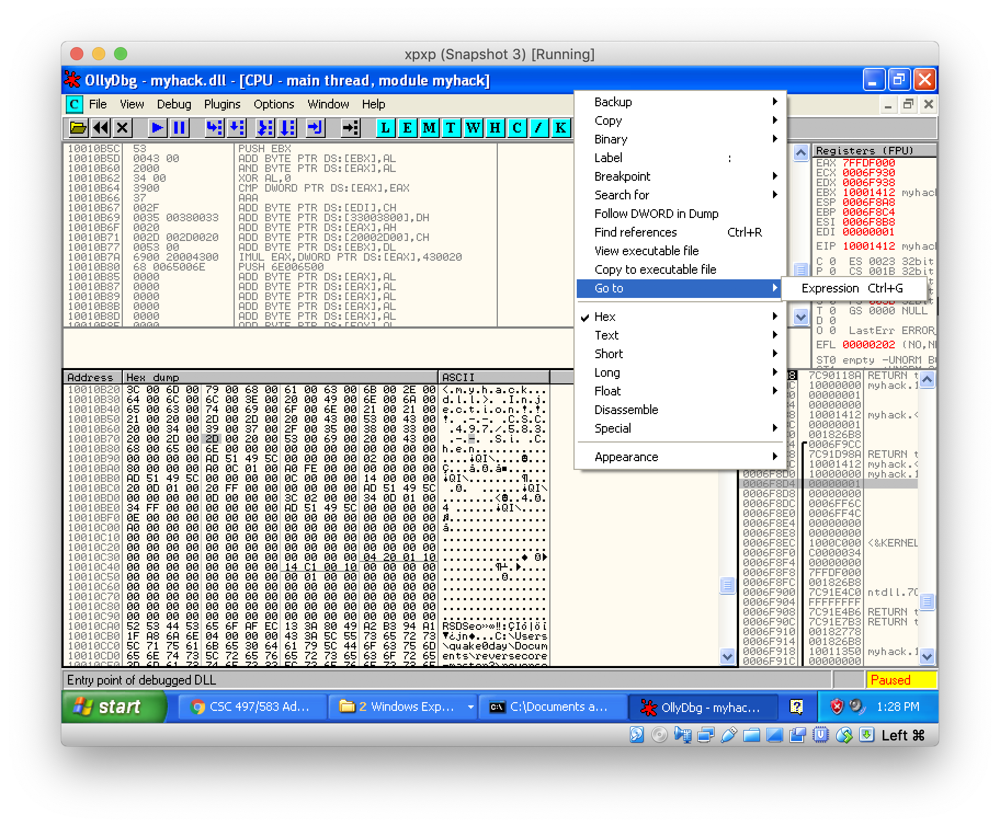 xpxp (Snapshot 3) [Running]
OllyDbg - myhack.dll - [CPU - main thread, module myhack]
C File View Debug Plugins Options Window Help
L E M T W H C / K
10010B5C 53 PUSH EBX
10010B5D 0043 00 ADD BYTE PTR DS:[EBX],AL
10010B60 2000 AND BYTE PTR DS:[EAX],AL
10010B62 34 00 XOR AL,0
10010B64 3900 CMP DWORD PTR DS:[EAX],EAX
10010B66 37 AAA
10010B67 002F ADD BYTE PTR DS:[EDI],CH
10010B69 0035 00380033 ADD BYTE PTR DS:[33003800],DH
10010B6F 0020 ADD BYTE PTR DS:[EAX],AH
10010B71 002D 002D0020 ADD BYTE PTR DS:[20002D00],CH
10010B77 0053 00 ADD BYTE PTR DS:[EBX],DL
10010B7A 6900 20004300 IMUL EAX,DWORD PTR DS:[EAX],430020
10010B80 68 0065006E PUSH 6E006500
10010B85 0000 ADD BYTE PTR DS:[EAX],AL
10010B87 0000 ADD BYTE PTR DS:[EAX],AL
10010B89 0000 ADD BYTE PTR DS:[EAX],AL
10010B8B 0000 ADD BYTE PTR DS:[EAX],AL
10010B8D 0000 ADD BYTE PTR DS:[EAX],AL
10010B8F 0000 ADD BYTE PTR DS:[EAX],AL
Backup
Copy
Binary
Label :
Breakpoint
Search for
Follow DWORD in Dump
Find references Ctrl+R
View executable file
Copy to executable file
Go to
Expression Ctrl+G
Hex
Text
Short
Long
Float
Disassemble
Special
Appearance
Registers (FPU)
EAX 7FFDF000
ECX 0006F930
EDX 0006F938
EBX 10001412 myhac
ESP 0006F8A8
EBP 0006F8C4
ESI 0006F8B8
EDI 00000001
EIP 10001412 myhac
C 0 ES 0023 32bit
P 0 CS 001B 32bit
T 0 GS 0000 NULL
D 0
O 0 LastErr ERROR_
EFL 00000202 (NO,N
ST0 empty -UNORM B
Address Hex dump ASCII
10010B20 3C 00 6D 00 79 00 68 00 61 00 63 00 6B 00 2E 00 <.m.y.h.a.c.k...
10010B30 64 00 6C 00 6C 00 3E 00 20 00 49 00 6E 00 6A 00 d.l.l.>. .I.n.j.
10010B40 65 00 63 00 74 00 69 00 6F 00 6E 00 21 00 21 00 e.c.t.i.o.n.!.!.
10010B50 21 00 20 00 2D 00 2D 00 20 00 43 00 53 00 43 00 !. .-.-. .C.S.C.
10010B60 20 00 34 00 39 00 37 00 2F 00 35 00 38 00 33 00 .4.9.7./.5.8.3.
10010B70 20 00 2D 00 2D 00 20 00 53 00 69 00 20 00 43 00 .-.-. .S.i. .C.
10010B80 68 00 65 00 6E 00 00 00 00 00 00 00 00 00 00 00 h.e.n...........
10010B90 00 00 00 00 AD 51 49 5C 00 00 00 00 02 00 00 00 ....¡QI\....☻...
10010BA0 80 00 00 00 A0 0C 01 00 A0 FE 00 00 00 00 00 00
10010BB0 AD 51 49 5C 00 00 00 00 0C 00 00 00 14 00 00 00 ¡QI\........¶...
10010BC0 20 0D 01 00 20 FF 00 00 00 00 00 00 AD 51 49 5C
10010BD0 00 00 00 00 0D 00 00 00 3C 02 00 00 34 0D 01 00
10010BE0 34 FF 00 00 00 00 00 00 AD 51 49 5C 00 00 00 00 4 ......¡QI\....
10010BF0 0E 00 00 00 00 00 00 00 00 00 00 00 00 00 00 00
10010C00 A0 00 00 00 00 00 00 00 00 00 00 00 00 00 00 00 á...............
10010C10 00 00 00 00 00 00 00 00 00 00 00 00 00 00 00 00 ................
10010C20 00 00 00 00 00 00 00 00 00 00 00 00 00 00 00 00 ................
10010C30 00 00 00 00 00 00 00 00 00 00 00 00 04 20 01 10
10010C40 00 00 00 00 00 00 00 00 14 C1 00 10 00 00 00 00
10010C50 00 00 00 00 00 00 00 00 00 01 00 00 00 00 00 00
10010C60 00 00 00 00 00 00 00 00 00 00 00 00 00 00 00 00 ................
10010C70 00 00 00 00 00 00 00 00 00 00 00 00 00 00 00 00 ................
10010C80 00 00 00 00 00 00 00 00 00 00 00 00 00 00 00 00 ................
10010C90 00 00 00 00 00 00 00 00 00 00 00 00 00 00 00 00 ................
10010CA0 52 53 44 53 65 6F AF EC 13 3A 80 49 A2 B3 94 A1
10010CB0 1F A8 6A 6E 04 00 00 00 43 3A 5C 55 73 65 72 73 ▼¿jn♦...C:\Users
10010CC0 5C 71 75 61 6B 65 30 64 61 79 5C 44 6F 63 75 6D \quake0day\Docum
10010CD0 65 6E 74 73 5C 72 65 76 65 72 73 65 63 6F 72 65 ents\reversecore
7C90118A RETURN t
10000000 myhack.1
00000001
00000000
10001412 myhack.<
00000001
001826B8
0006F9CC
7C91D98A RETURN t
10001412 myhack.<
0006F8D0 10000000 myhack.1
0006F8D4 00000001
0006F8D8 00000000
0006F8DC 0006FF6C
0006F8E0 0006FF4C
0006F8E4 00000000
0006F8E8 00000000
0006F8EC 1000C000 <&KERNEL
0006F8F0 C0000034
0006F8F4 00000000
0006F8F8 7FFDF000
0006F8FC 001826B8
0006F900 7C91E4C0 ntdll.7C
0006F904 FFFFFFFF
0006F908 7C91E4B6 RETURN t
0006F90C 7C91E7B3 RETURN t
0006F910 00182778
0006F914 001826B8
0006F918 10011350 myhack.1
0006F91C 00000000
Entry point of debugged DLL
Paused
start
CSC 497/583 Ad...
2 Windows Exp...
C:\Documents a...
OllyDbg - myhac...
1:28 PM
Left ⌘